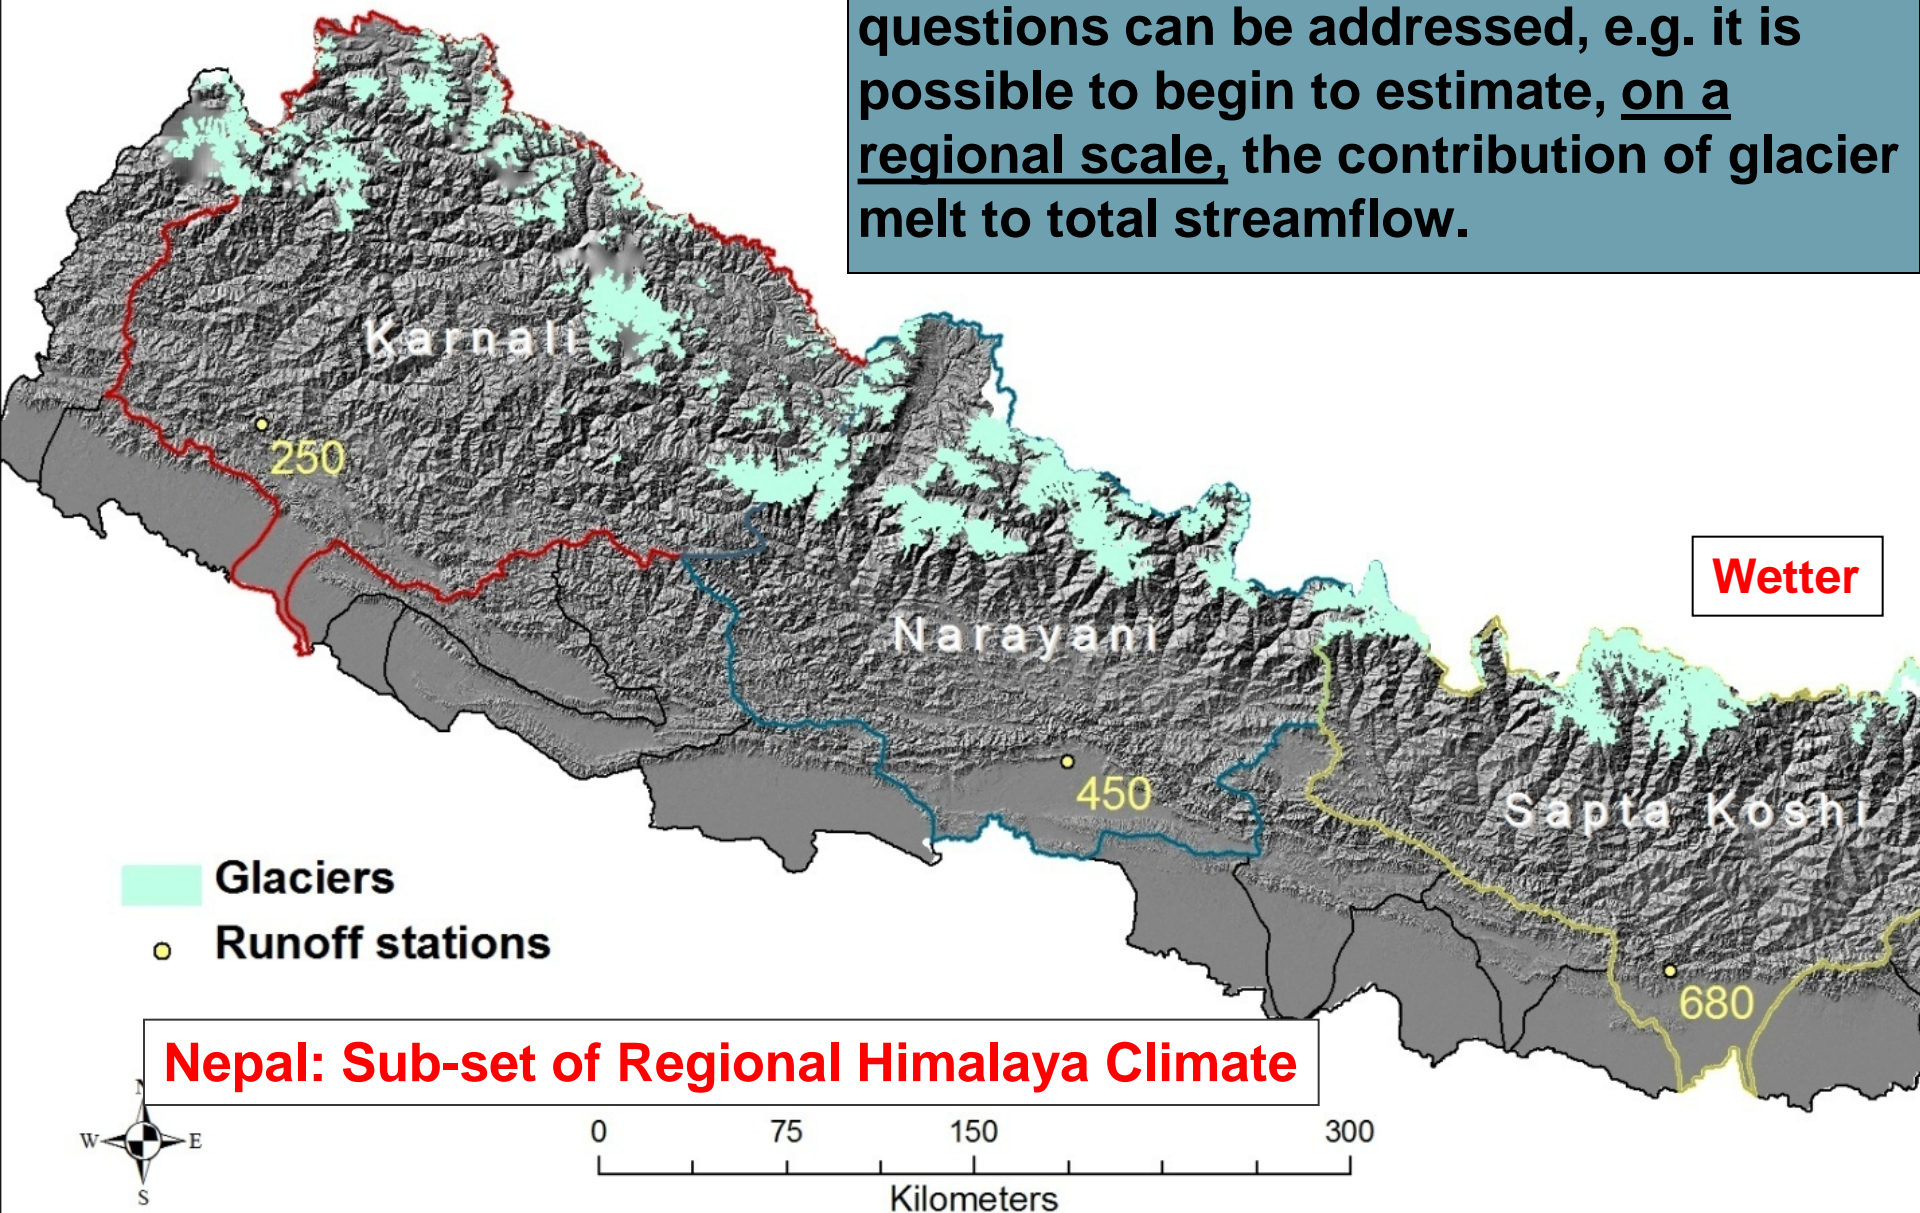 questions can be addressed, e.g. it is
possible to begin to estimate, on a
regional scale, the contribution of glacier
melt to total streamflow.
Karnali
250
Wetter
Narayani
450
Sapta Koshi
680
Glaciers
Runoff stations
Nepal: Sub-set of Regional Himalaya Climate
N
W E
S
0 75 150 300
Kilometers